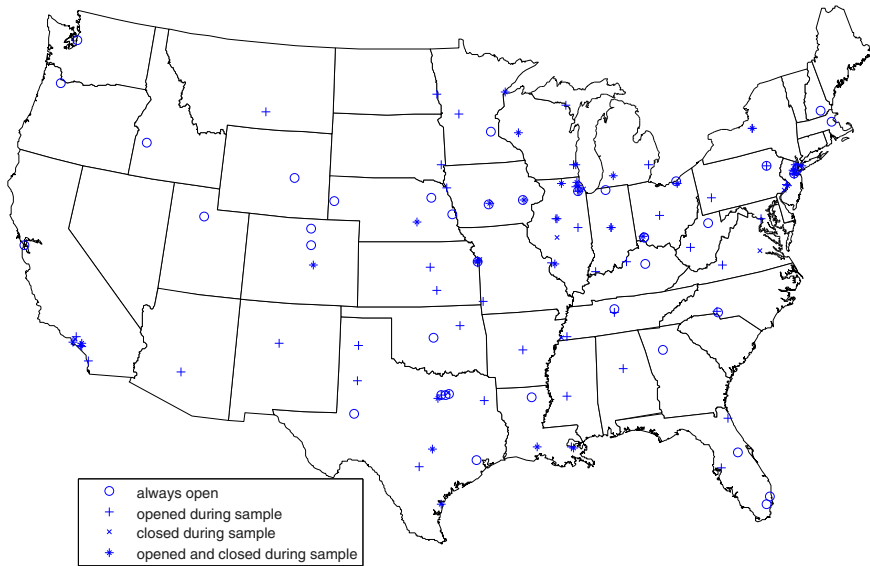 always open
opened during sample
closed during sample
opened and closed during sample